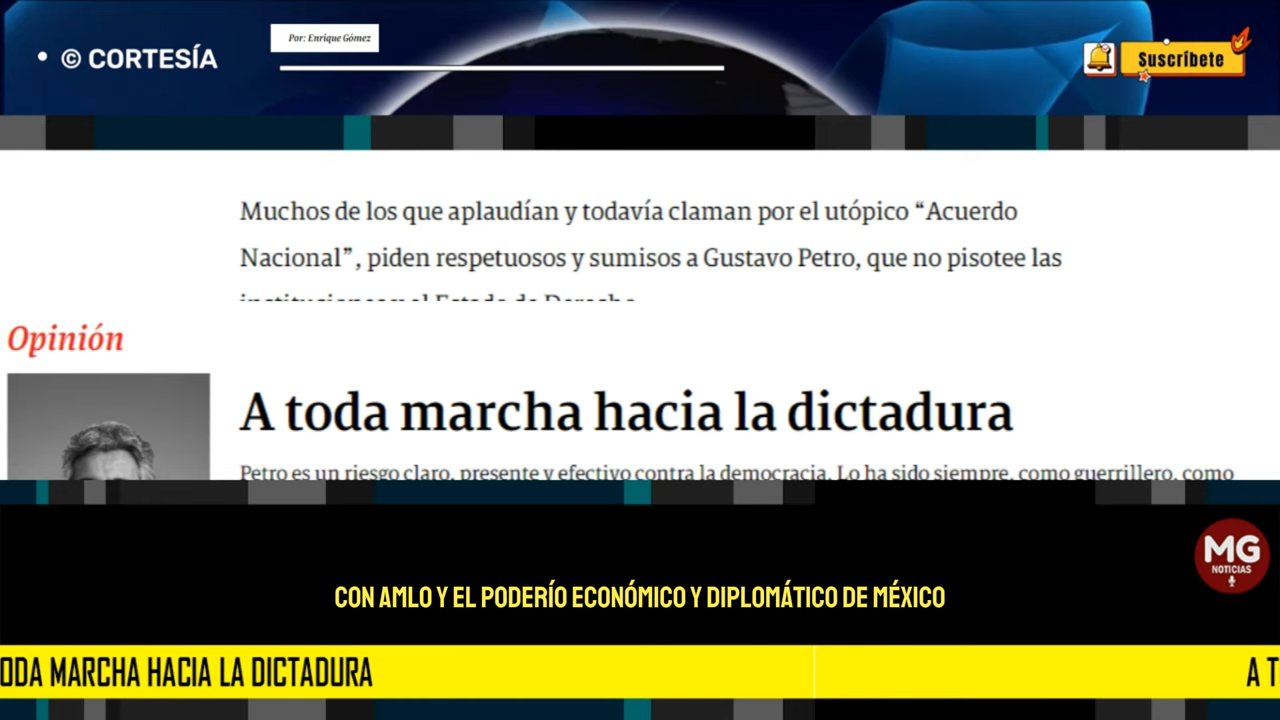 • © CORTESÍA
Por: Enrique Gómez
Suscríbete
Muchos de los que aplaudían y todavía claman por el utópico “Acuerdo
Nacional”, piden respetuosos y sumisos a Gustavo Petro, que no pisotee las
instituciones y el Estado de Derecho.
Opinión
A toda marcha hacia la dictadura
Petro es un riesgo claro, presente y efectivo contra la democracia. Lo ha sido siempre, como guerrillero, como
MG
NOTICIAS
CON AMLO Y EL PODERÍO ECONÓMICO Y DIPLOMÁTICO DE MÉXICO
ODA MARCHA HACIA LA DICTADURA
A T